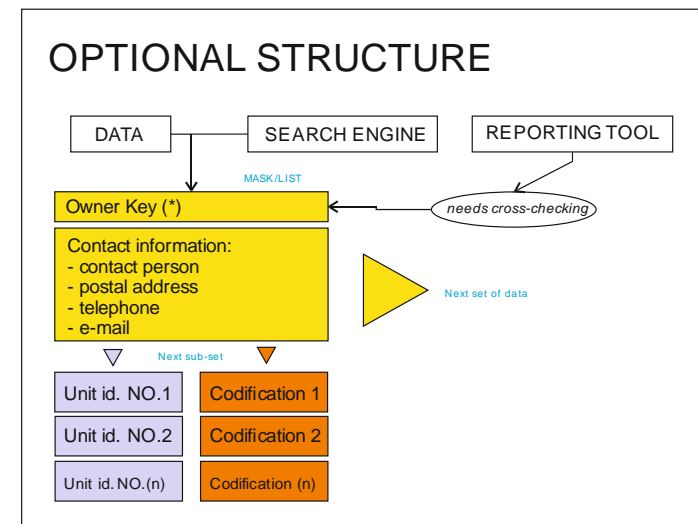 OPTIONAL STRUCTURE
DATA
SEARCH ENGINE
REPORTING TOOL
MASK/LIST
Owner Key (*)
needs cross-checking
Contact information:
- contact person
- postal address
- telephone
- e-mail
Next set of data
Next sub-set
Unit id. NO.1
Codification 1
Unit id. NO.2
Codification 2
Unit id. NO.(n)
Codification (n)